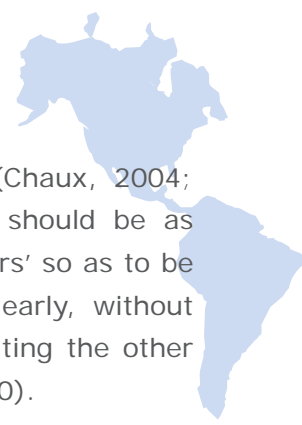 (Chaux, 2004;
should be as
rs' so as to be
early, without
ting the other
0).